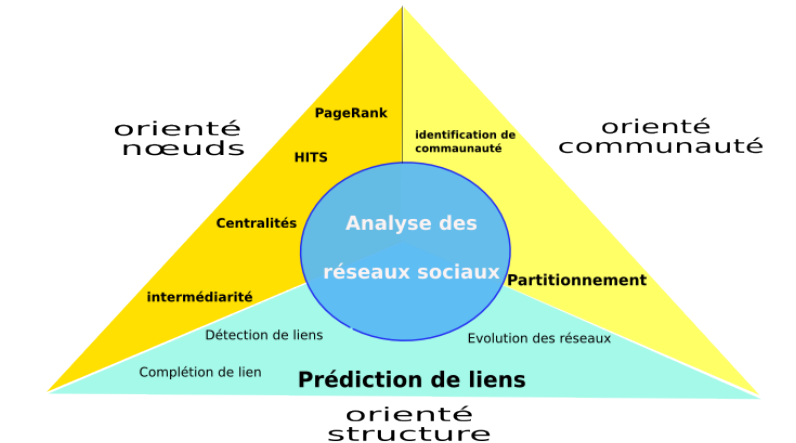 orienté
nœuds
PageRank
HITS
Centralités
intermédiarité
identification de
commaunauté
orienté
communauté
Partitionnement
Analyse des
réseaux sociaux
Détection de liens
Complétion de lien
Evolution des réseaux
Prédiction de liens
orienté
structure